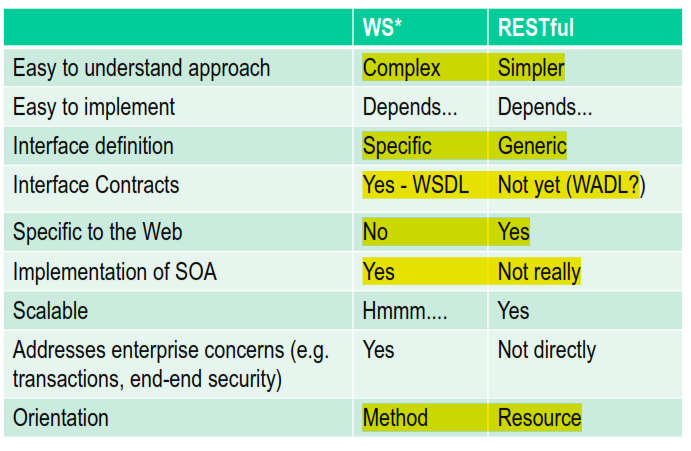 WS* RESTful
Easy to understand approach Complex Simpler
Easy to implement Depends... Depends...
Interface definition Specific Generic
Interface Contracts Yes - WSDL Not yet (WADL?)
Specific to the Web No Yes
Implementation of SOA Yes Not really
Scalable Hmmm.... Yes
Addresses enterprise concerns (e.g. Yes Not directly
transactions, end-end security)
Orientation Method Resource